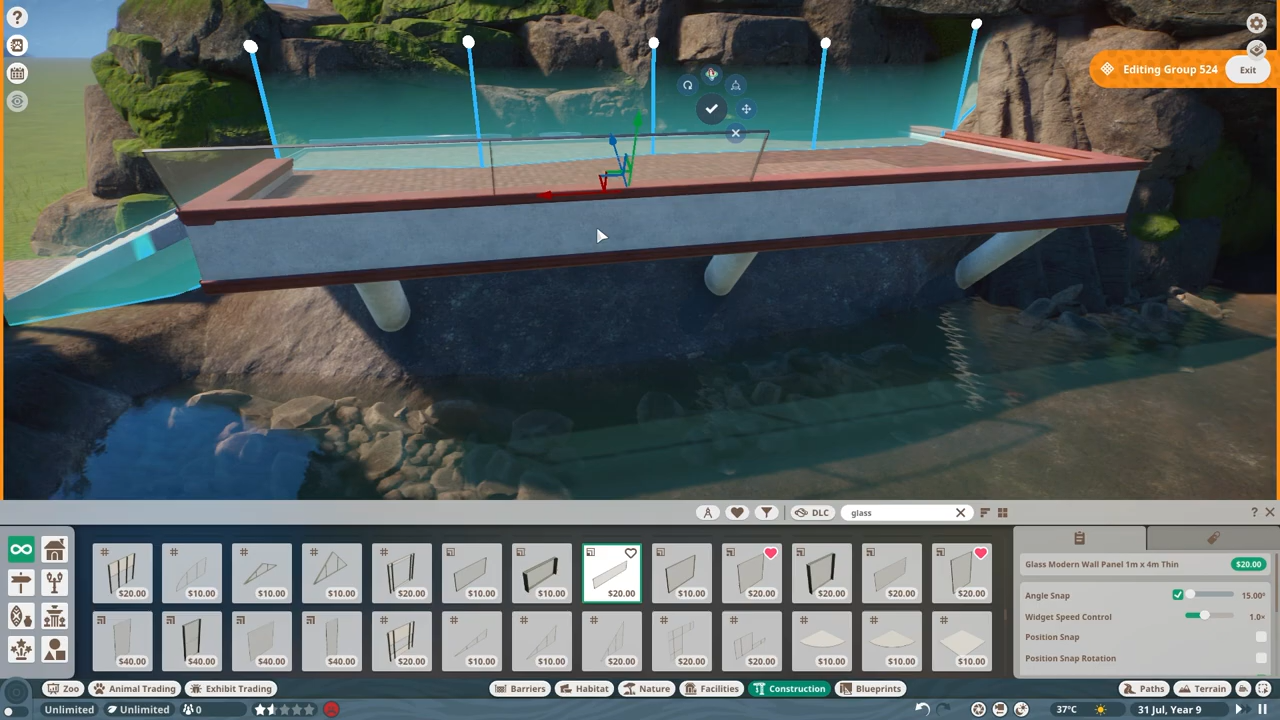 Editing Group 524
Exit
DLC
glass
$20.00
$10.00
$10.00
$10.00
$20.00
$10.00
$10.00
$20.00
$10.00
$20.00
$20.00
$10.00
$20.00
$40.00
$40.00
$40.00
$40.00
$20.00
$10.00
$10.00
$20.00
$20.00
$20.00
$10.00
$10.00
$10.00
Glass Modern Wall Panel 1m x 4m Thin
$20.00
Angle Snap
15.00°
Widget Speed Control
1.0×
Position Snap
Position Snap Rotation
Zoo
Animal Trading
Exhibit Trading
Barriers
Habitat
Nature
Facilities
Construction
Blueprints
Paths
Terrain
Unlimited
Unlimited
0
37°C
31 Jul, Year 9